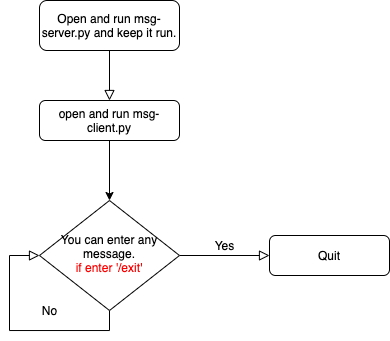 Open and run msg-
server.py and keep it run.
open and run msg-
client.py
You can enter any
message.
if enter '/exit'
Yes
Quit
No